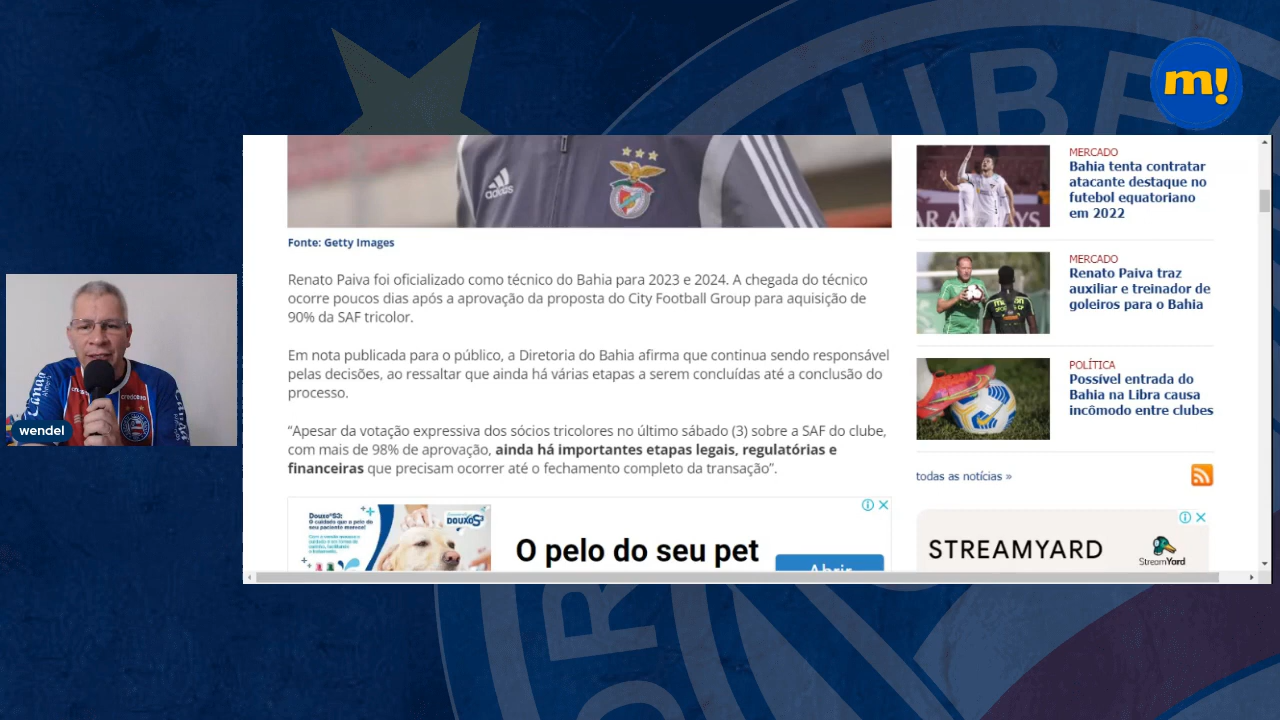 m!
UBE
adidas
Fonte: Getty Images
Renato Paiva foi oficializado como técnico do Bahia para 2023 e 2024. A chegada do técnico
ocorre poucos dias após a aprovação da proposta do City Football Group para aquisição de
90% da SAF tricolor.
Em nota publicada para o público, a Diretoria do Bahia afirma que continua sendo responsável
pelas decisões, ao ressaltar que ainda há várias etapas a serem concluídas até a conclusão do
processo.
“Apesar da votação expressiva dos sócios tricolores no último sábado (3) sobre a SAF do clube,
com mais de 98% de aprovação, ainda há importantes etapas legais, regulatórias e
financeiras que precisam ocorrer até o fechamento completo da transação”.
Douxo S3:
DOUXO S3
O pelo do seu pet
Abrir
MERCADO
Bahia tenta contratar
atacante destaque no
futebol equatoriano
em 2022
MERCADO
Renato Paiva traz
auxiliar e treinador de
goleiros para o Bahia
POLÍTICA
Possível entrada do
Bahia na Libra causa
incômodo entre clubes
todas as notícias »
STREAMYARD
StreamYard
wendel